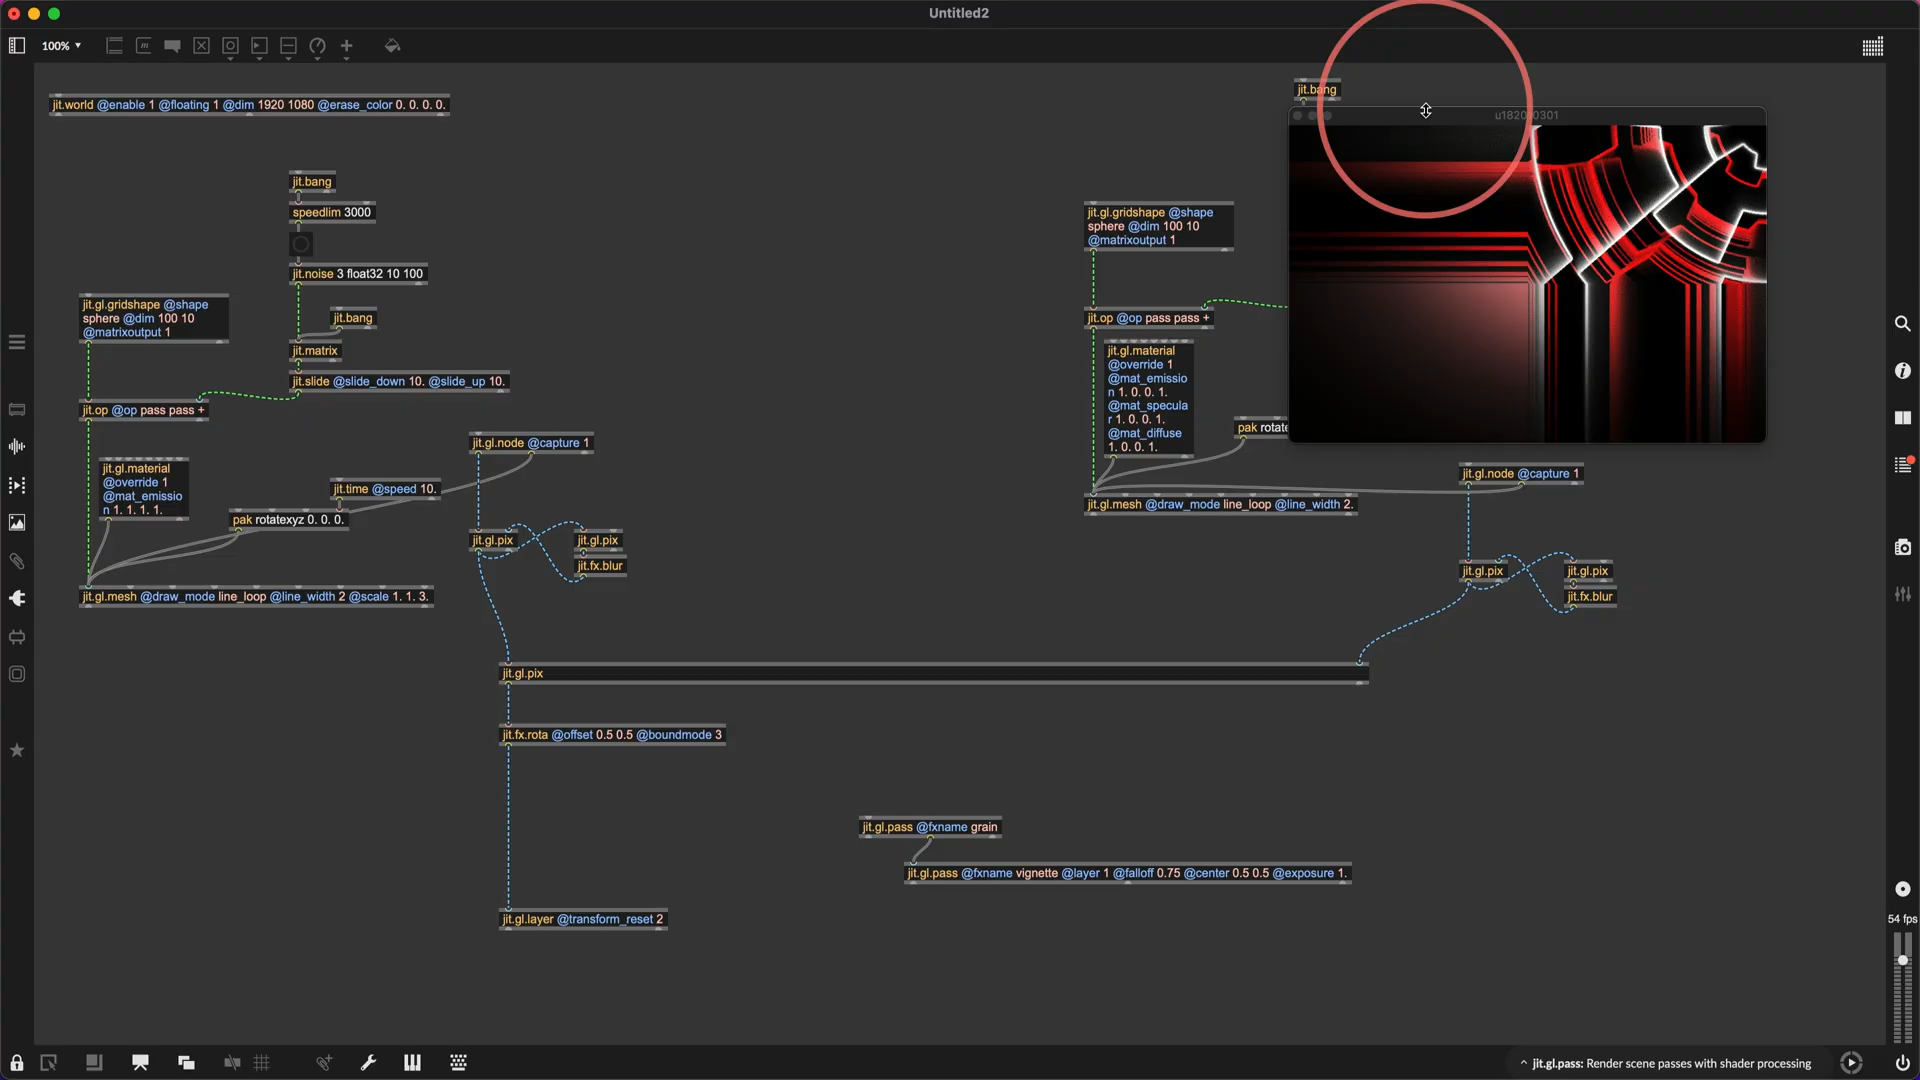 Untitled2
100%
jit.world @enable 1 @floating 1 @dim 1920 1080 @erase_color 0. 0. 0. 0.
jit.bang
speedlim 3000
jit.noise 3 float32 10 100
jit.bang
jit.matrix
jit.slide @slide_down 10. @slide_up 10.
jit.gl.gridshape @shape
sphere @dim 100 10
@matrixoutput 1
jit.op @op pass pass +
jit.gl.material
@override 1
@mat_emissio
n 1. 1. 1. 1.
jit.time @speed 10.
pak rotatexyz 0. 0. 0.
jit.gl.mesh @draw_mode line_loop @line_width 2 @scale 1. 1. 3.
jit.gl.node @capture 1
jit.gl.pix
jit.gl.pix
jit.fx.blur
jit.bang
jit.gl.gridshape @shape
sphere @dim 100 10
@matrixoutput 1
jit.op @op pass pass +
jit.gl.material
@override 1
@mat_emissio
n 1. 0. 0. 1.
@mat_specula
r 1. 0. 0. 1.
@mat_diffuse
1. 0. 0. 1.
pak rotate
jit.gl.mesh @draw_mode line_loop @line_width 2.
jit.gl.node @capture 1
jit.gl.pix
jit.gl.pix
jit.fx.blur
jit.gl.pix
jit.fx.rota @offset 0.5 0.5 @boundmode 3
jit.gl.pass @fxname grain
jit.gl.pass @fxname vignette @layer 1 @falloff 0.75 @center 0.5 0.5 @exposure 1.
jit.gl.layer @transform_reset 2
54 fps
jit.gl.pass: Render scene passes with shader processing